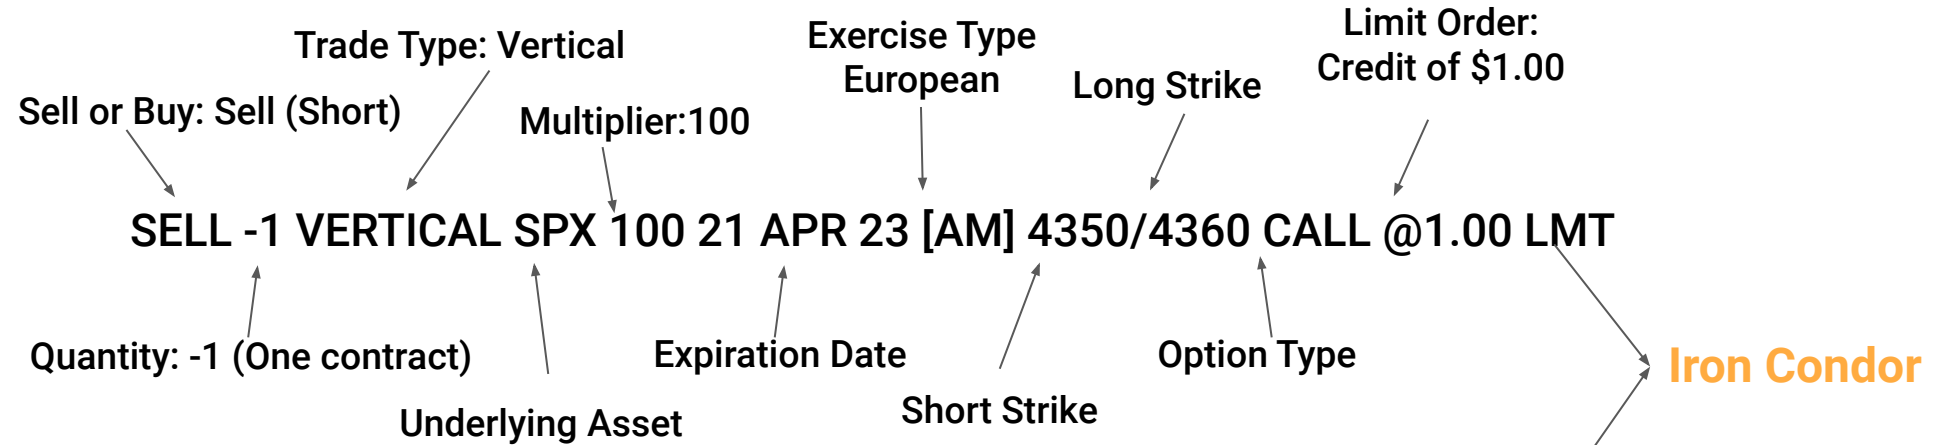 Limit Order:
Credit of $1.00
Trade Type: Vertical
Exercise Type
European
Long Strike
Sell or Buy: Sell (Short)
Multiplier:100
SELL -1 VERTICAL SPX 100 21 APR 23 [AM] 4350/4360 CALL @1.00 LMT
Quantity: -1 (One contract)
Expiration Date
Option Type
Iron Condor
Underlying Asset
Short Strike